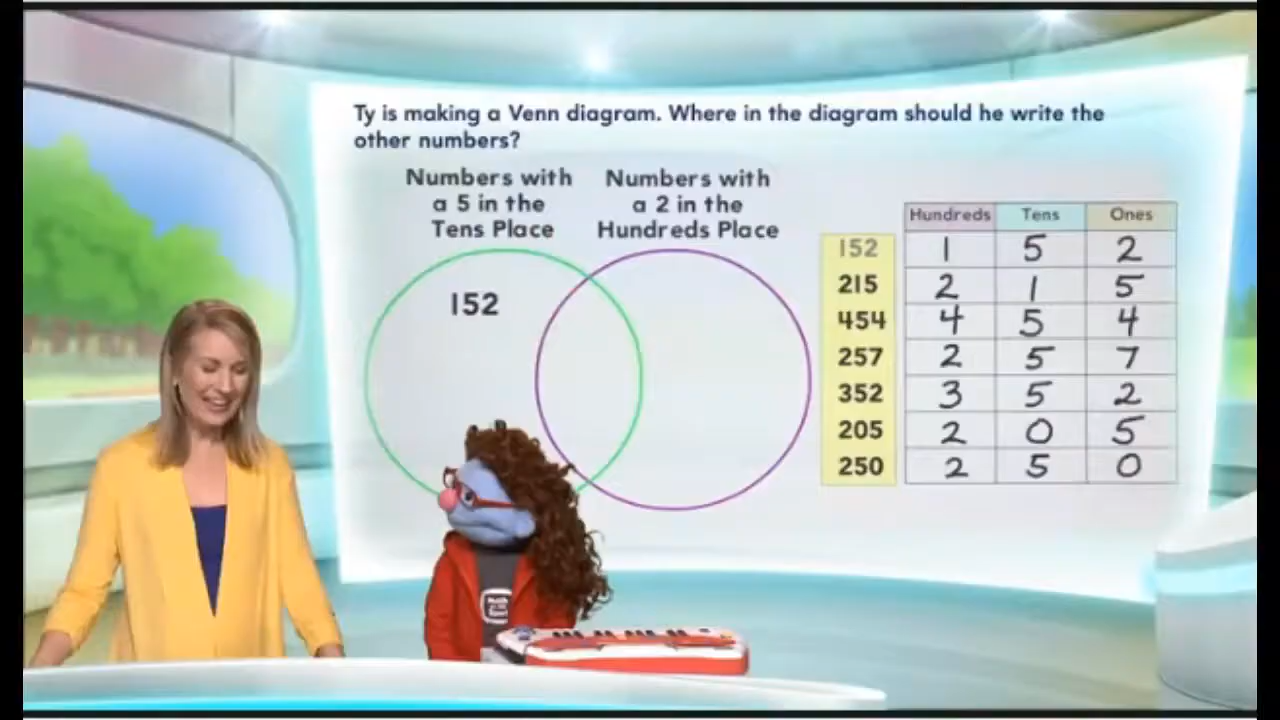 Ty is making a Venn diagram. Where in the diagram should he write the
other numbers?
Numbers with
a 5 in the
Tens Place
Numbers with
a 2 in the
Hundreds Place
152
Hundreds Tens Ones
152 1 5 2
215 2 1 5
454 4 5 4
257 2 5 7
352 3 5 2
205 2 0 5
250 2 5 0